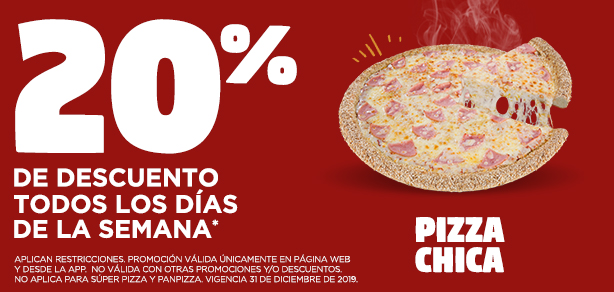 20%
DE DESCUENTO
TODOS LOS DÍAS
DE LA SEMANA*
APLICAN RESTRICCIONES. PROMOCIÓN VÁLIDA ÚNICAMENTE EN PÁGINA WEB
Y DESDE LA APP. NO VÁLIDA CON OTRAS PROMOCIONES Y/O DESCUENTOS.
NO APLICA PARA SÚPER PIZZA Y PANPIZZA. VIGENCIA 31 DE DICIEMBRE DE 2019.
PIZZA
CHICA